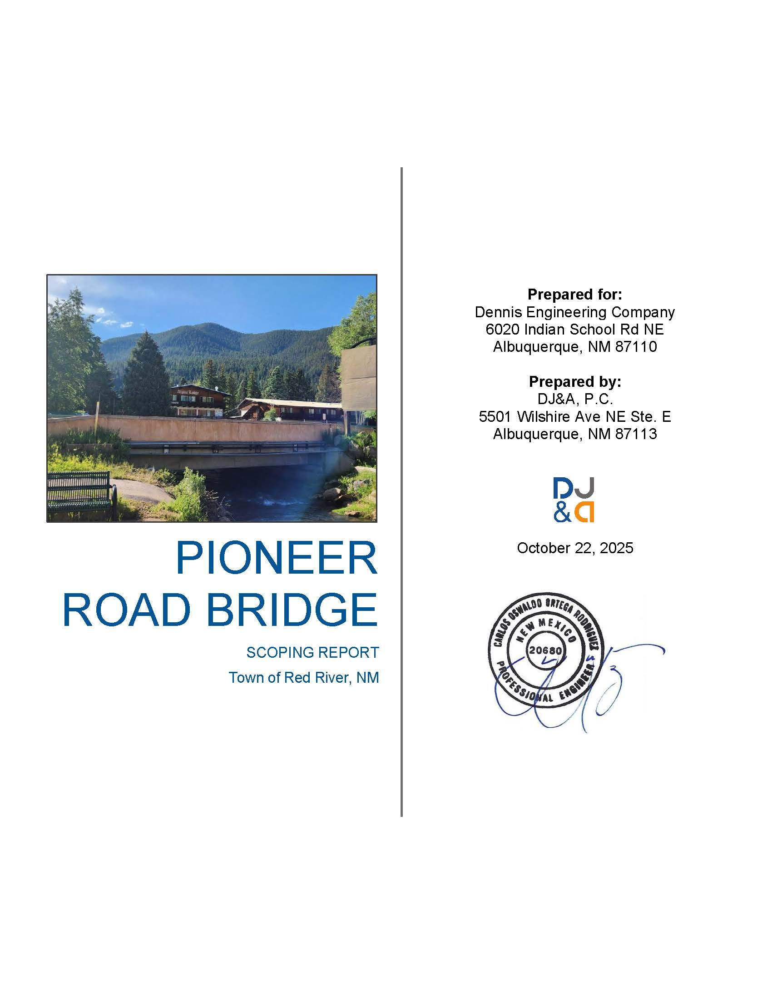 Alpine Lodge
PIONEER
ROAD BRIDGE
SCOPING REPORT
Town of Red River, NM
Prepared for:
Dennis Engineering Company
6020 Indian School Rd NE
Albuquerque, NM 87110
Prepared by:
DJ&A, P.C.
5501 Wilshire Ave NE Ste. E
Albuquerque, NM 87113
DJ
&A
October 22, 2025
CARLOS OSWALDO ORTEGA RODRIGUEZ
NEW MEXICO
20680
PROFESSIONAL ENGINEER